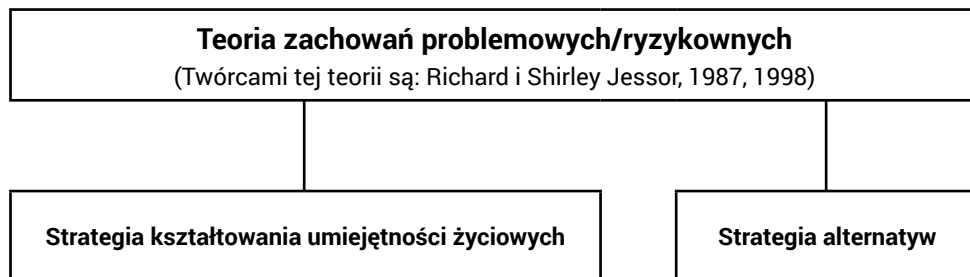 Teoria zachowań problemowych/ryzykownych
(Twórcami tej teorii są: Richard i Shirley Jessor, 1987, 1998)
Strategia kształtowania umiejętności życiowych
Strategia alternatyw